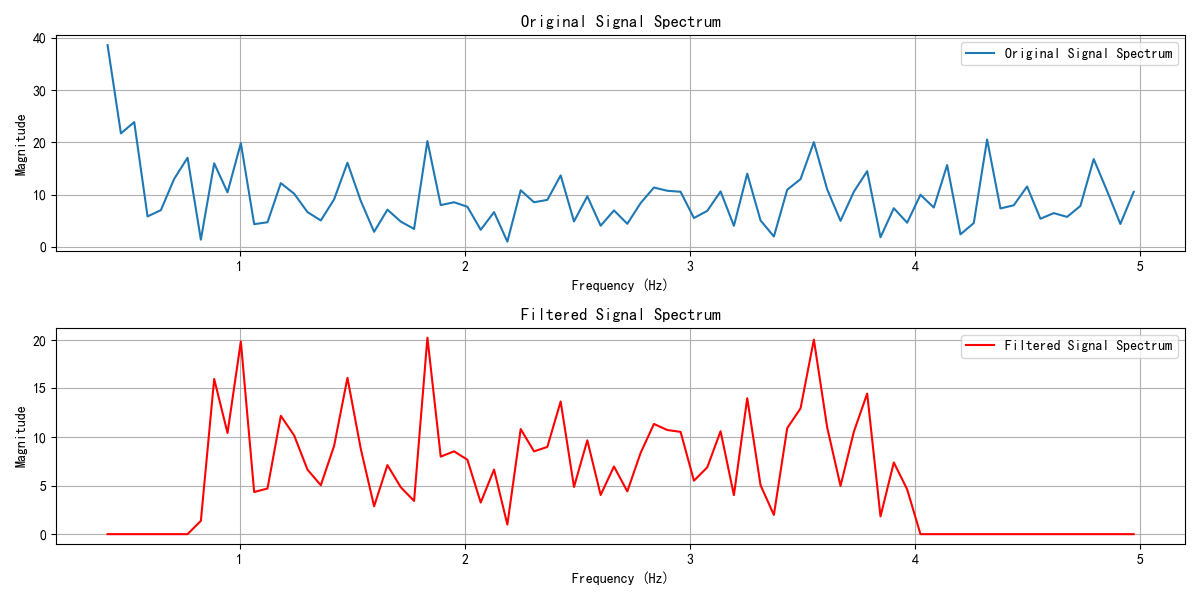 Original Signal Spectrum
40
30
20
10
0
Magnitude
Original Signal Spectrum
1 2 3 4 5
Frequency (Hz)
Filtered Signal Spectrum
20
15
10
5
0
Magnitude
Filtered Signal Spectrum
1 2 3 4 5
Frequency (Hz)